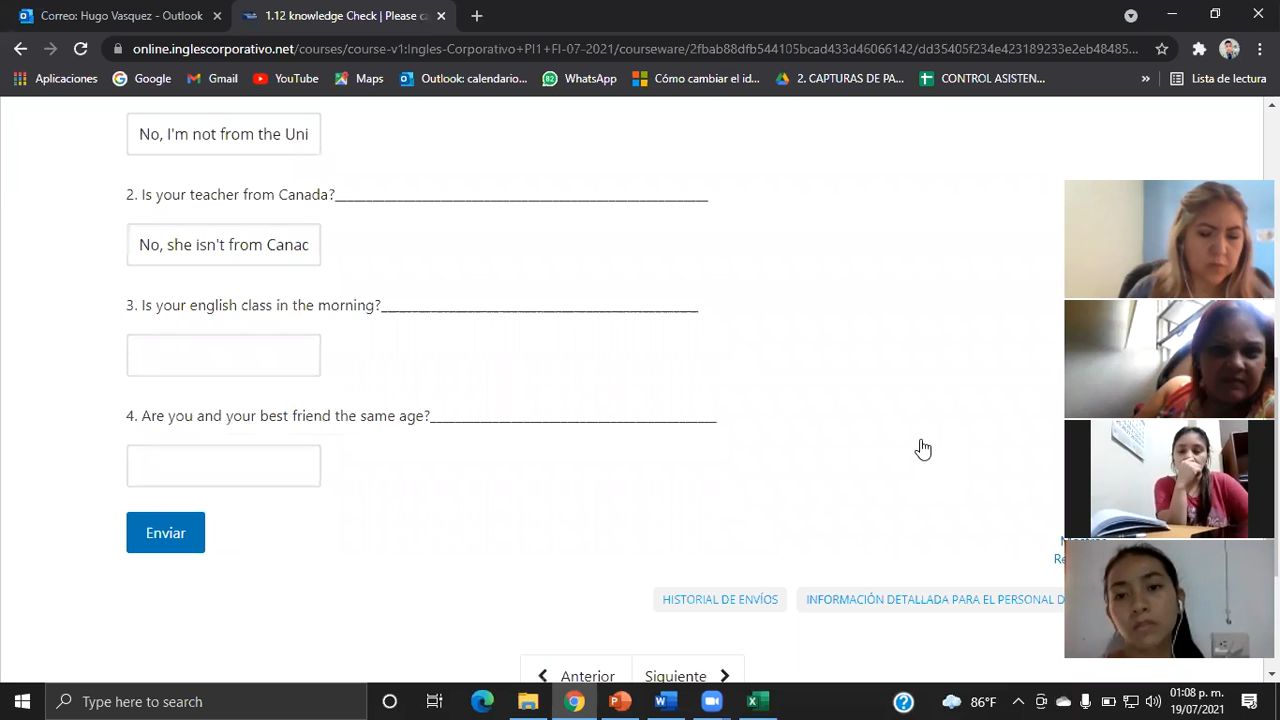 Correo: Hugo Vasquez - Outlook
1.12 knowledge Check | Please ca
online.inglescorporativo.net/courses/course-v1:Ingles-Corporativo+PI1+FI-07-2021/courseware/2fbab88dfb544105bcad433d46066142/dd35405f234e423189233e2eb48485...
Aplicaciones Google Gmail YouTube Maps Outlook: calendario... WhatsApp Cómo cambiar el id... 2. CAPTURAS DE PA... CONTROL ASISTEN... » Lista de lectura
No, I'm not from the Uni
2. Is your teacher from Canada?
No, she isn't from Canac
3. Is your english class in the morning?
4. Are you and your best friend the same age?
Enviar
HISTORIAL DE ENVÍOS INFORMACIÓN DETALLADA PARA EL PERSONAL D
Anterior Siguiente
Type here to search
86°F
01:08 p. m.
19/07/2021